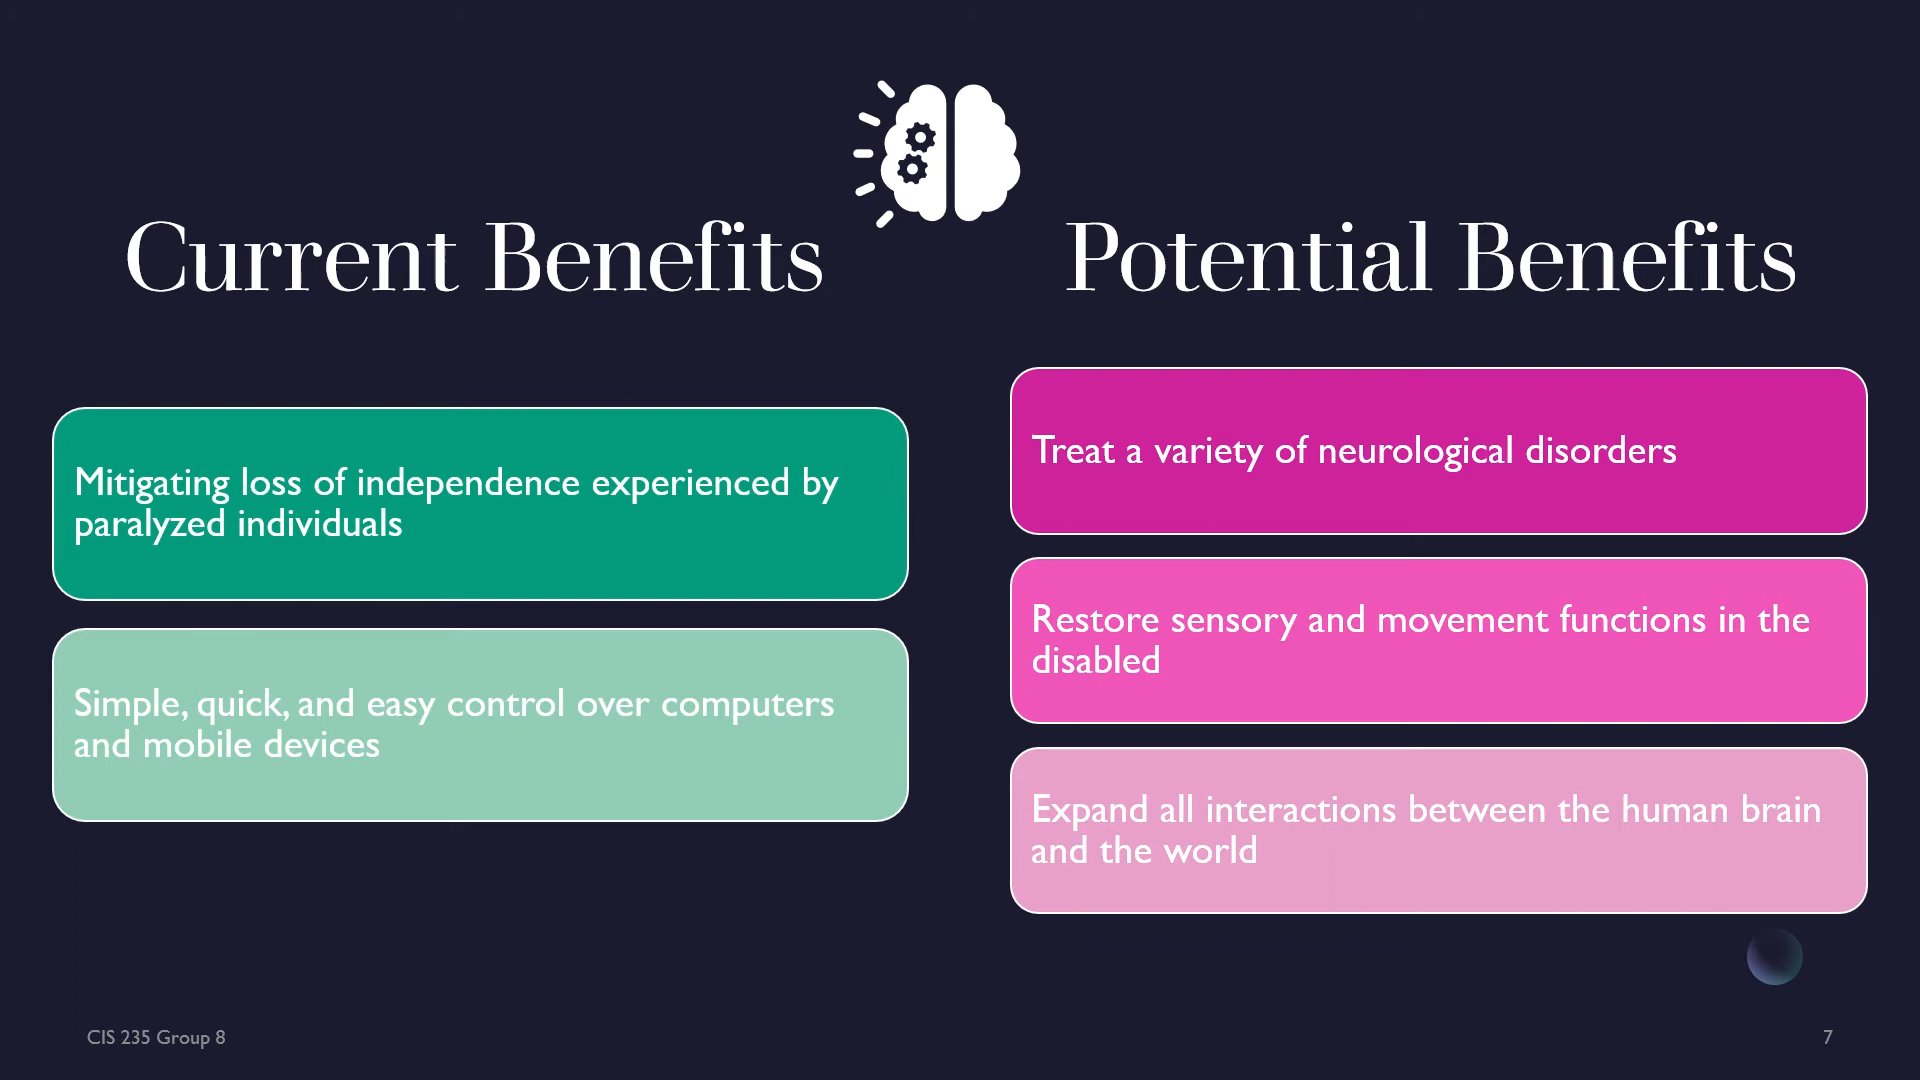 Current Benefits
Mitigating loss of independence experienced by
paralyzed individuals
Simple, quick, and easy control over computers
and mobile devices
Potential Benefits
Treat a variety of neurological disorders
Restore sensory and movement functions in the
disabled
Expand all interactions between the human brain
and the world
CIS 235 Group 8
7